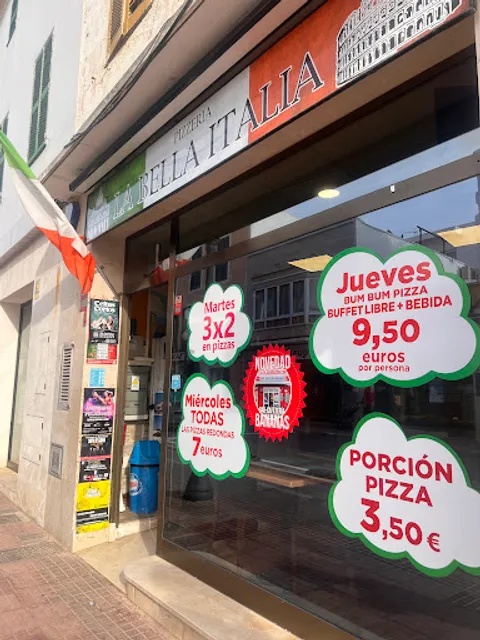 PIZZERIA
LA BELLA ITALIA
Martes
3x2
en pizzas
Jueves
BUM BUM PIZZA
BUFFET LIBRE + BEBIDA
9,50
euros
por persona
NOVEDAD
BANANAS
Miércoles
TODAS
LAS PIZZAS REDONDAS
7 euros
PORCIÓN
PIZZA
3,50€